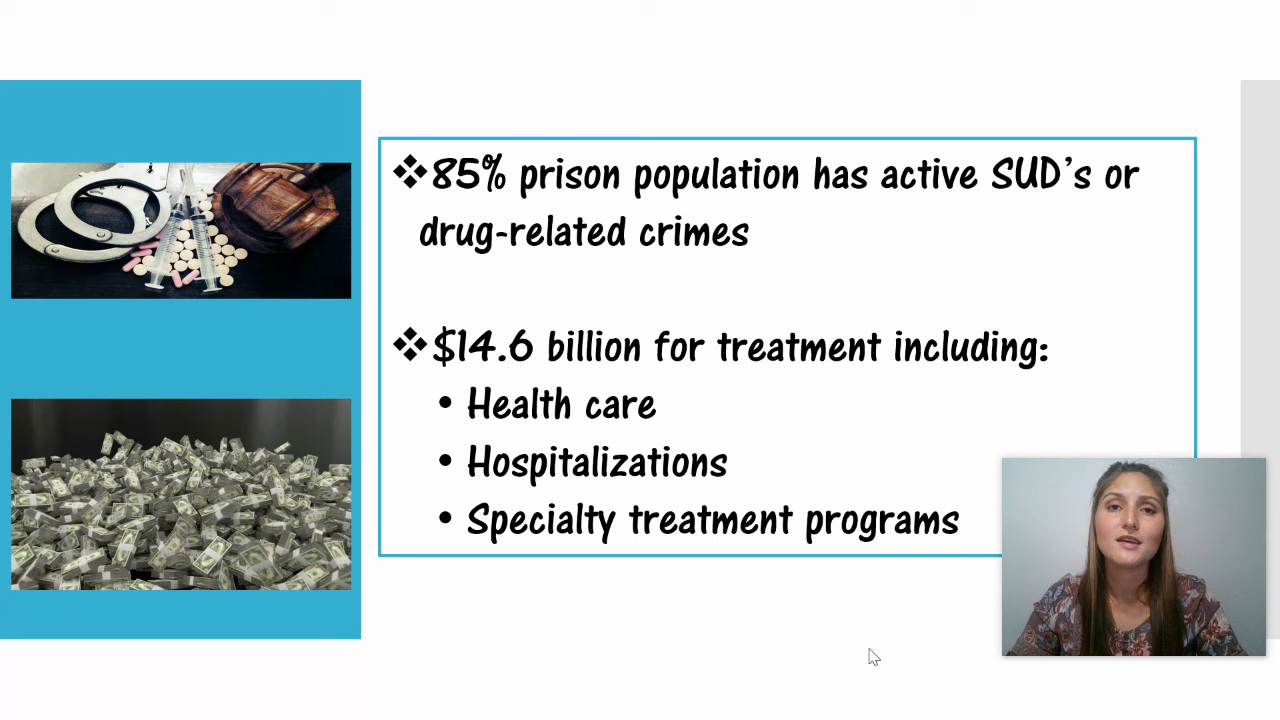 ❖85% prison population has active SUD's or
drug-related crimes
❖$14.6 billion for treatment including:
• Health care
• Hospitalizations
• Specialty treatment programs